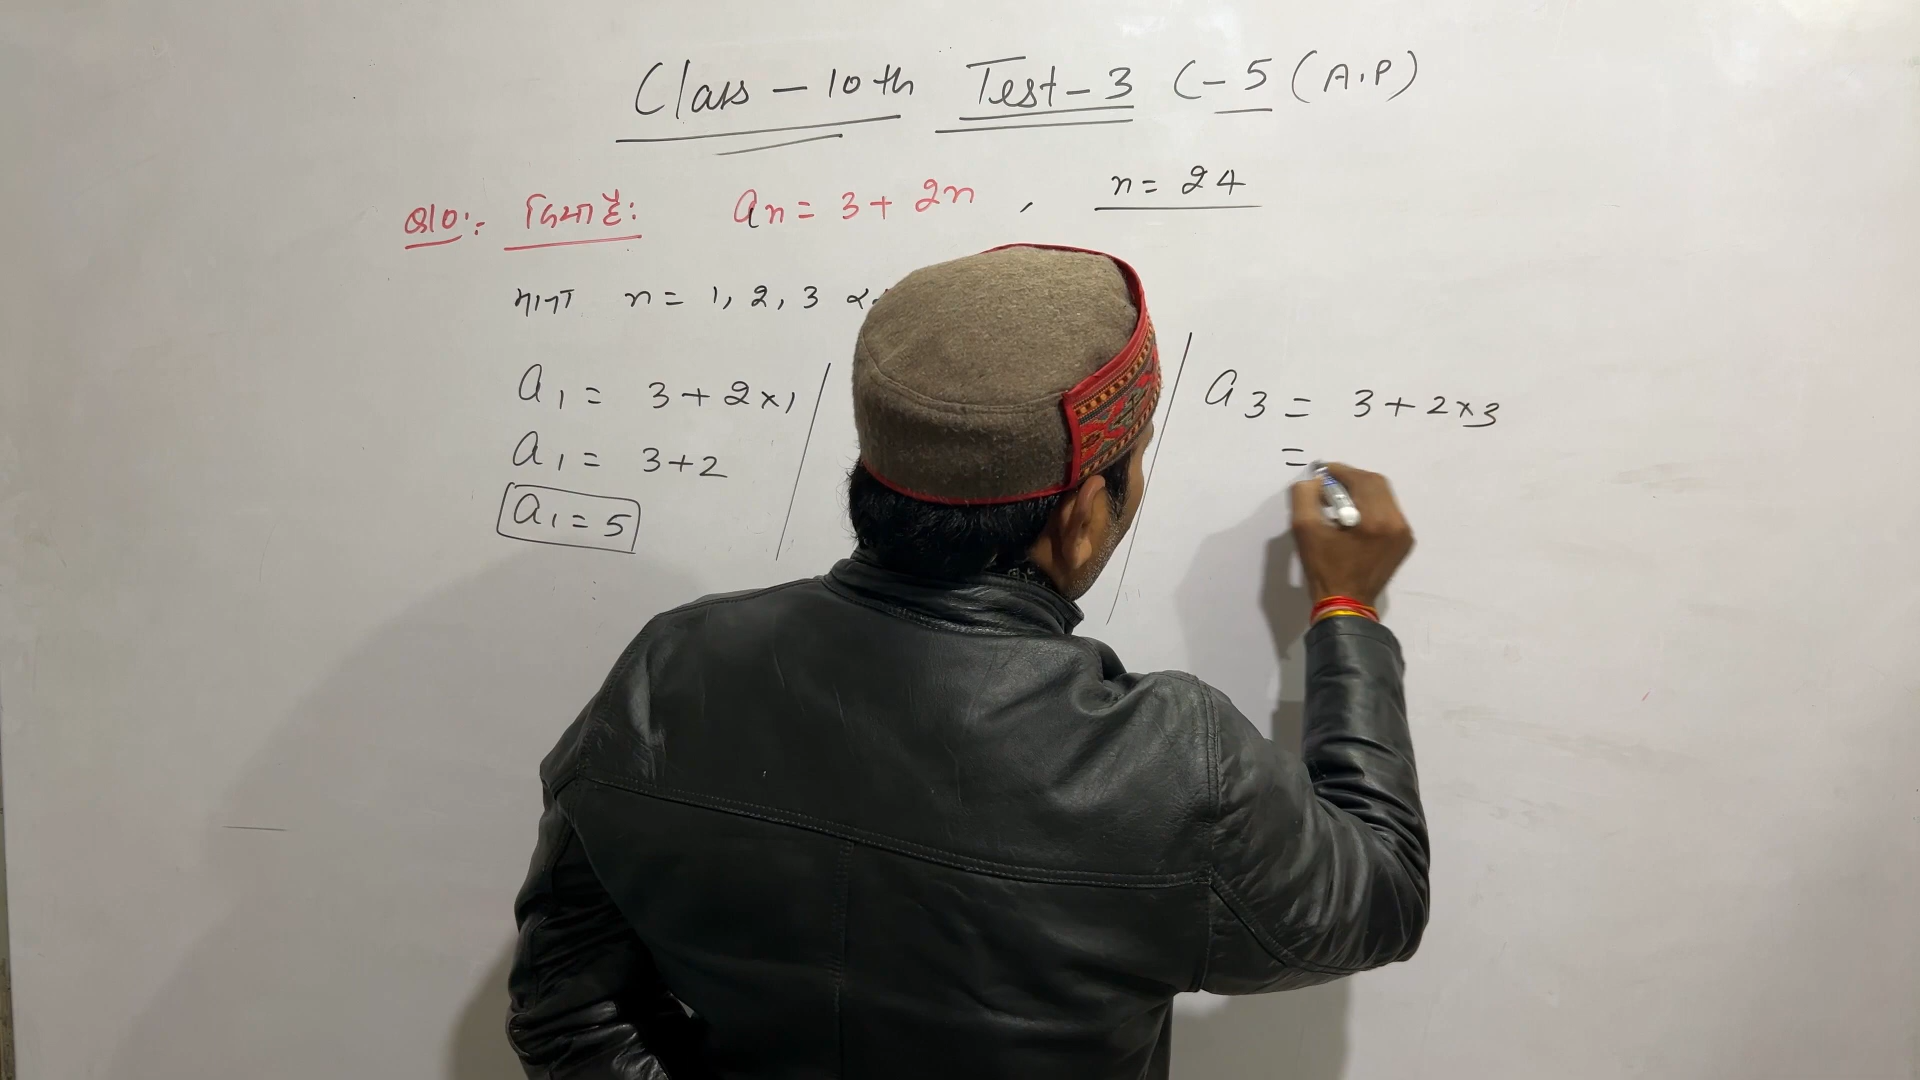 Class – 10th Test – 3 C – 5 (A.P)
हलः- दिया हैः an = 3 + 2n , n = 24
माना n = 1, 2, 3
a1 = 3 + 2×1
a1 = 3+2
a1 = 5
a3 = 3 + 2×3
=